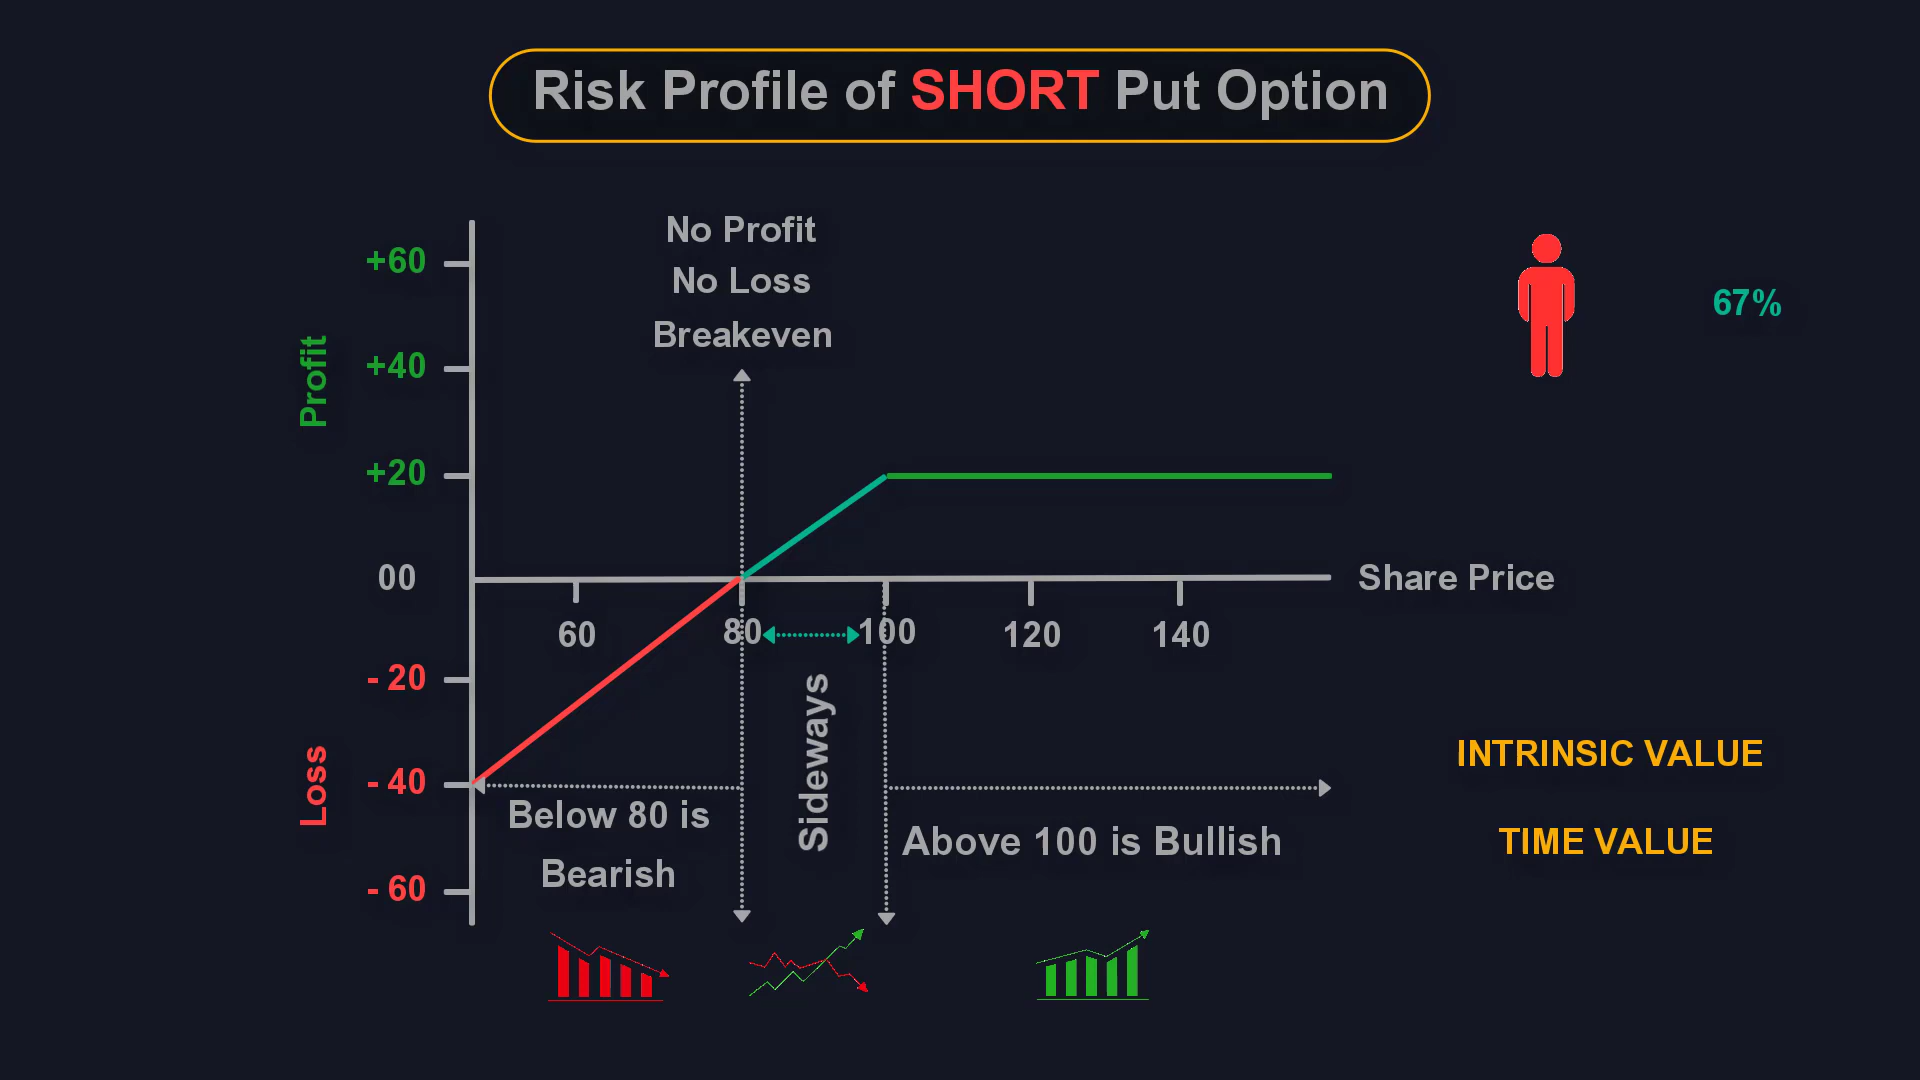 Risk Profile of SHORT Put Option
No Profit
No Loss
Breakeven
+60
+40
+20
00
- 20
- 40
- 60
Profit
Loss
67%
Share Price
60
80
100
120
140
Sideways
Below 80 is
Bearish
Above 100 is Bullish
INTRINSIC VALUE
TIME VALUE